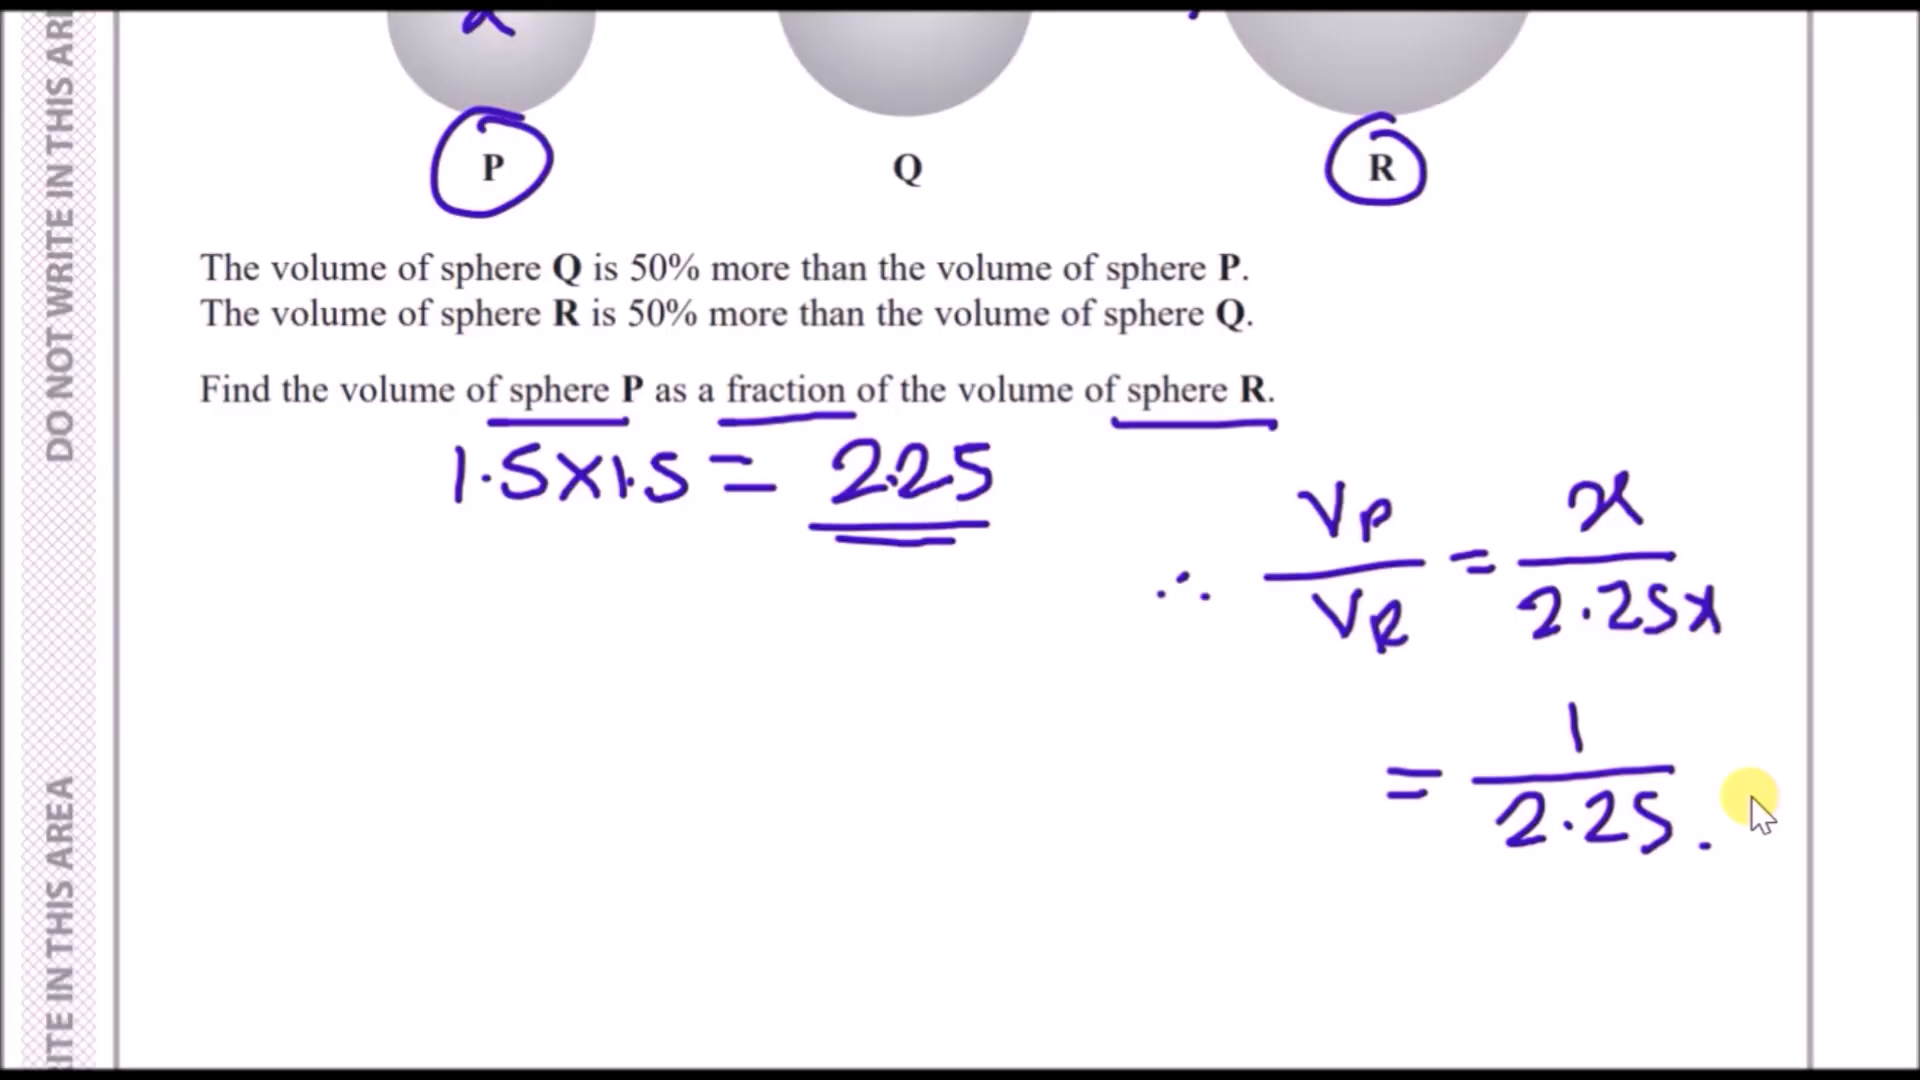 DO NOT WRITE IN THIS AR
ITE IN THIS AREA
x
P
Q
R
The volume of sphere Q is 50% more than the volume of sphere P.
The volume of sphere R is 50% more than the volume of sphere Q.
Find the volume of sphere P as a fraction of the volume of sphere R.
1.5×1.5 = 2.25
∴ VP/VR = x/2.25x
= 1/2.25.